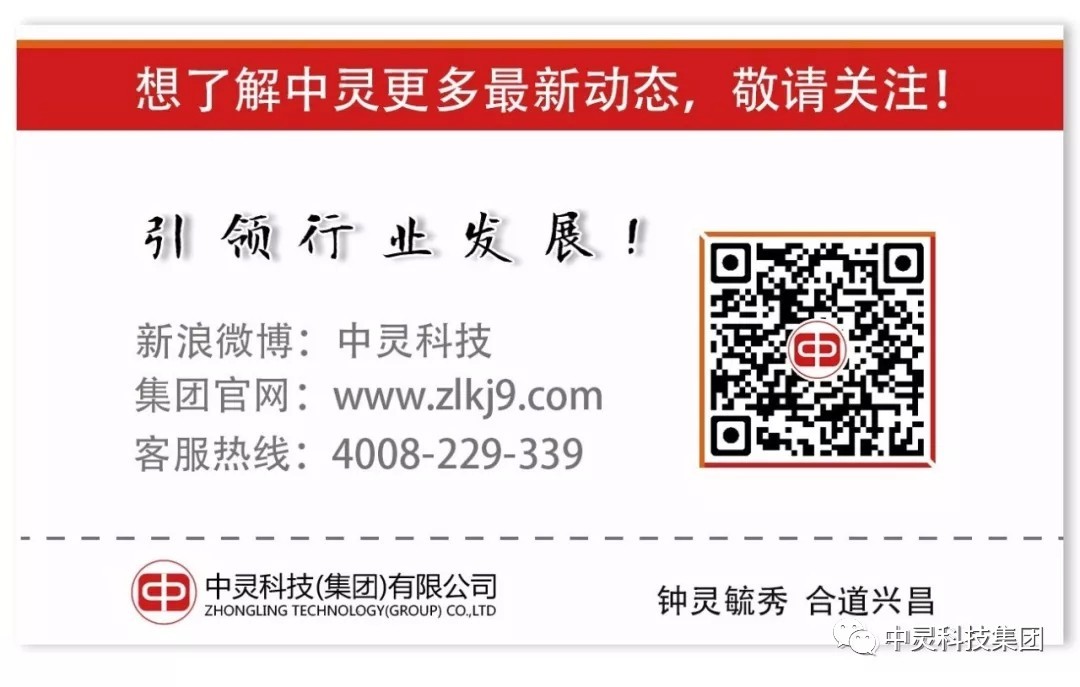 想了解中灵更多最新动态，敬请关注！
引领行业发展！
新浪微博：中灵科技
集团官网：www.zlkj9.com
客服热线：4008-229-339
中灵科技(集团)有限公司
ZHONGLING TECHNOLOGY(GROUP) CO.,LTD
钟灵毓秀 合道兴昌
中灵科技集团